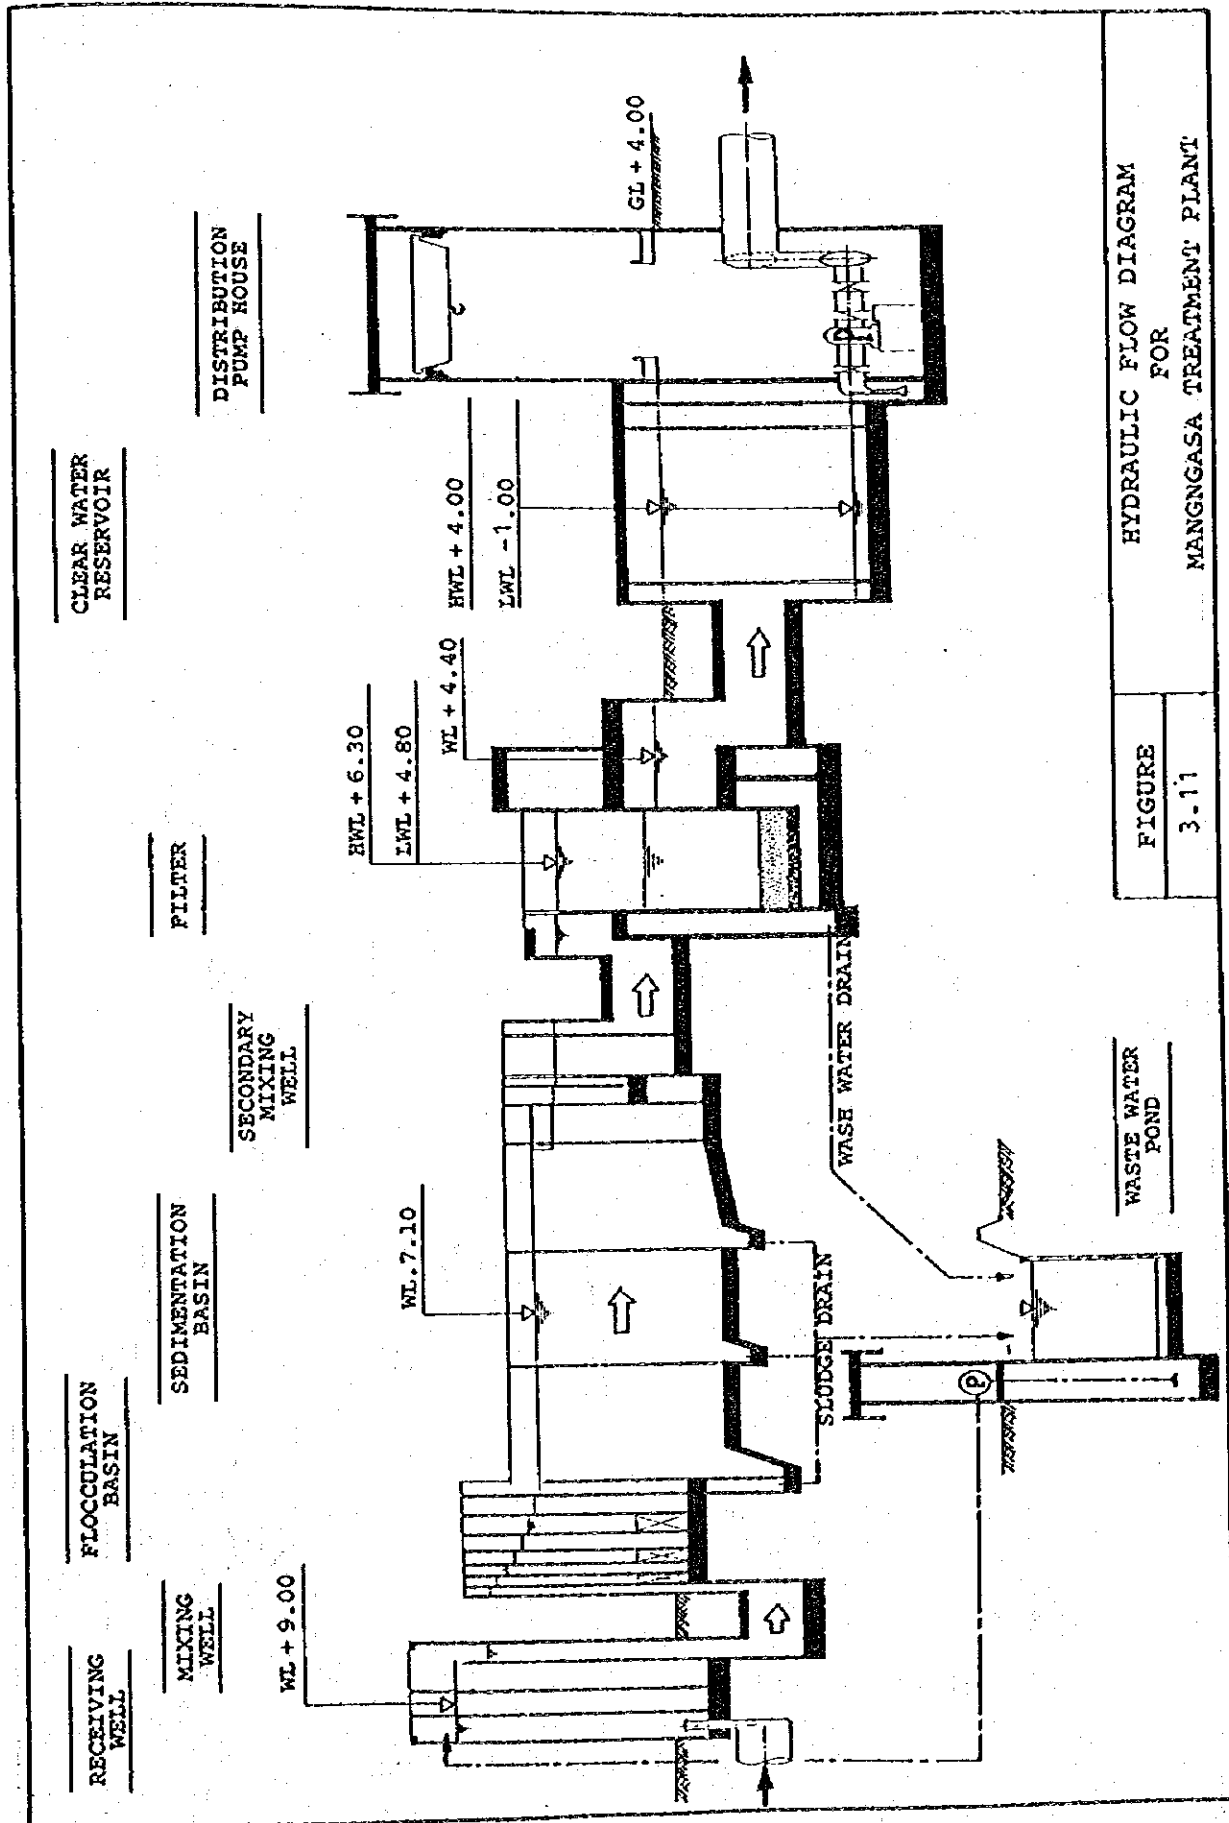 RECEIVING
WELL
MIXING
WELL
FLOCCULATION
BASIN
SEDIMENTATION
BASIN
SECONDARY
MIXING
WELL
FILTER
CLEAR WATER
RESERVOIR
DISTRIBUTION
PUMP HOUSE
WL + 9.00
WL.7.10
HWL + 6.30
LWL + 4.80
WL + 4.40
HWL + 4.00
LWL -1.00
GL + 4.00
SLUDGE DRAIN
WASH WATER DRAIN
P
WASTE WATER
POND
FIGURE
3-11
HYDRAULIC FLOW DIAGRAM
FOR
MANGNGASA TREATMENT PLANT